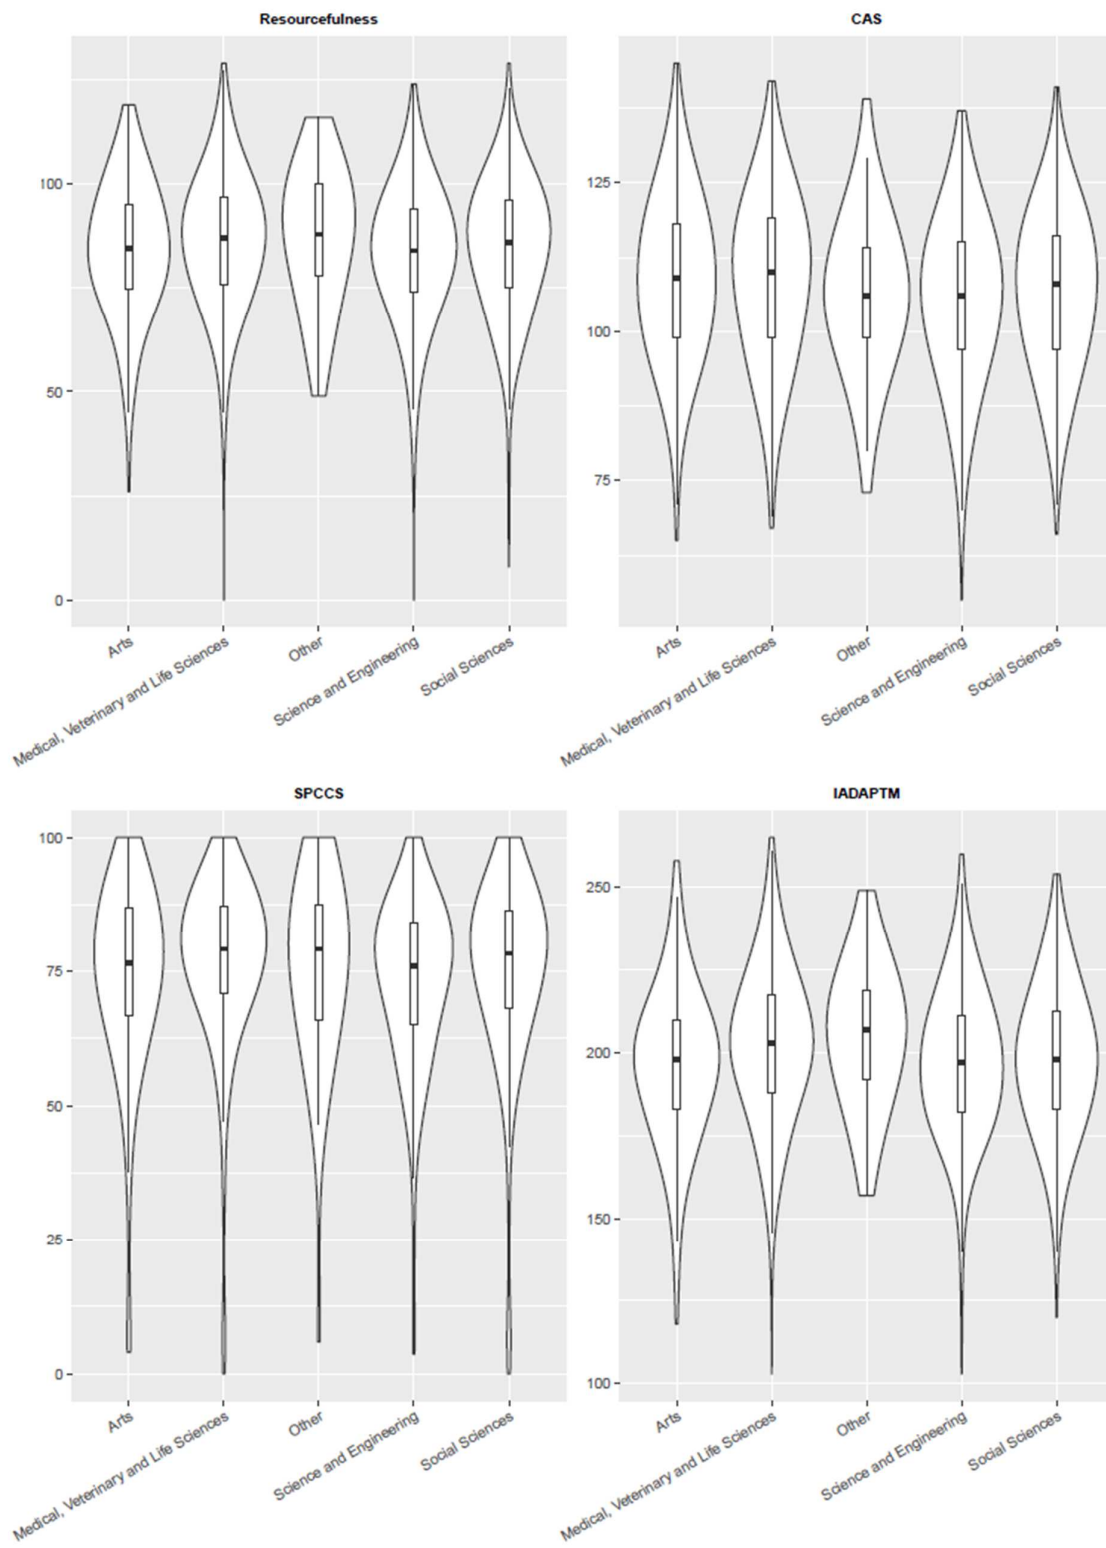 Resourcefulness
100
50
0
Arts
Medical, Veterinary and Life Sciences
Other
Science and Engineering
Social Sciences
CAS
125
100
75
Arts
Medical, Veterinary and Life Sciences
Other
Science and Engineering
Social Sciences
SPCCS
100
75
50
25
0
Arts
Medical, Veterinary and Life Sciences
Other
Science and Engineering
Social Sciences
IADAPTM
250
200
150
100
Arts
Medical, Veterinary and Life Sciences
Other
Science and Engineering
Social Sciences